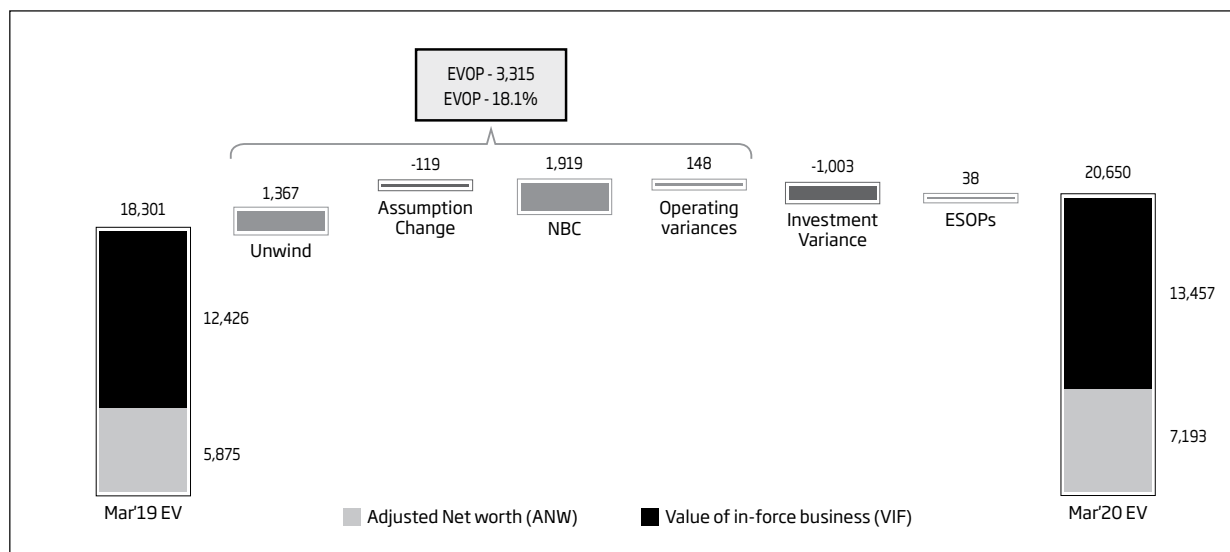 EVOP - 3,315
EVOP - 18.1%
18,301
12,426
5,875
Mar'19 EV
1,367
Unwind
-119
Assumption
Change
1,919
NBC
148
Operating
variances
-1,003
Investment
Variance
38
ESOPs
20,650
13,457
7,193
Mar'20 EV
Adjusted Net worth (ANW)
Value of in-force business (VIF)